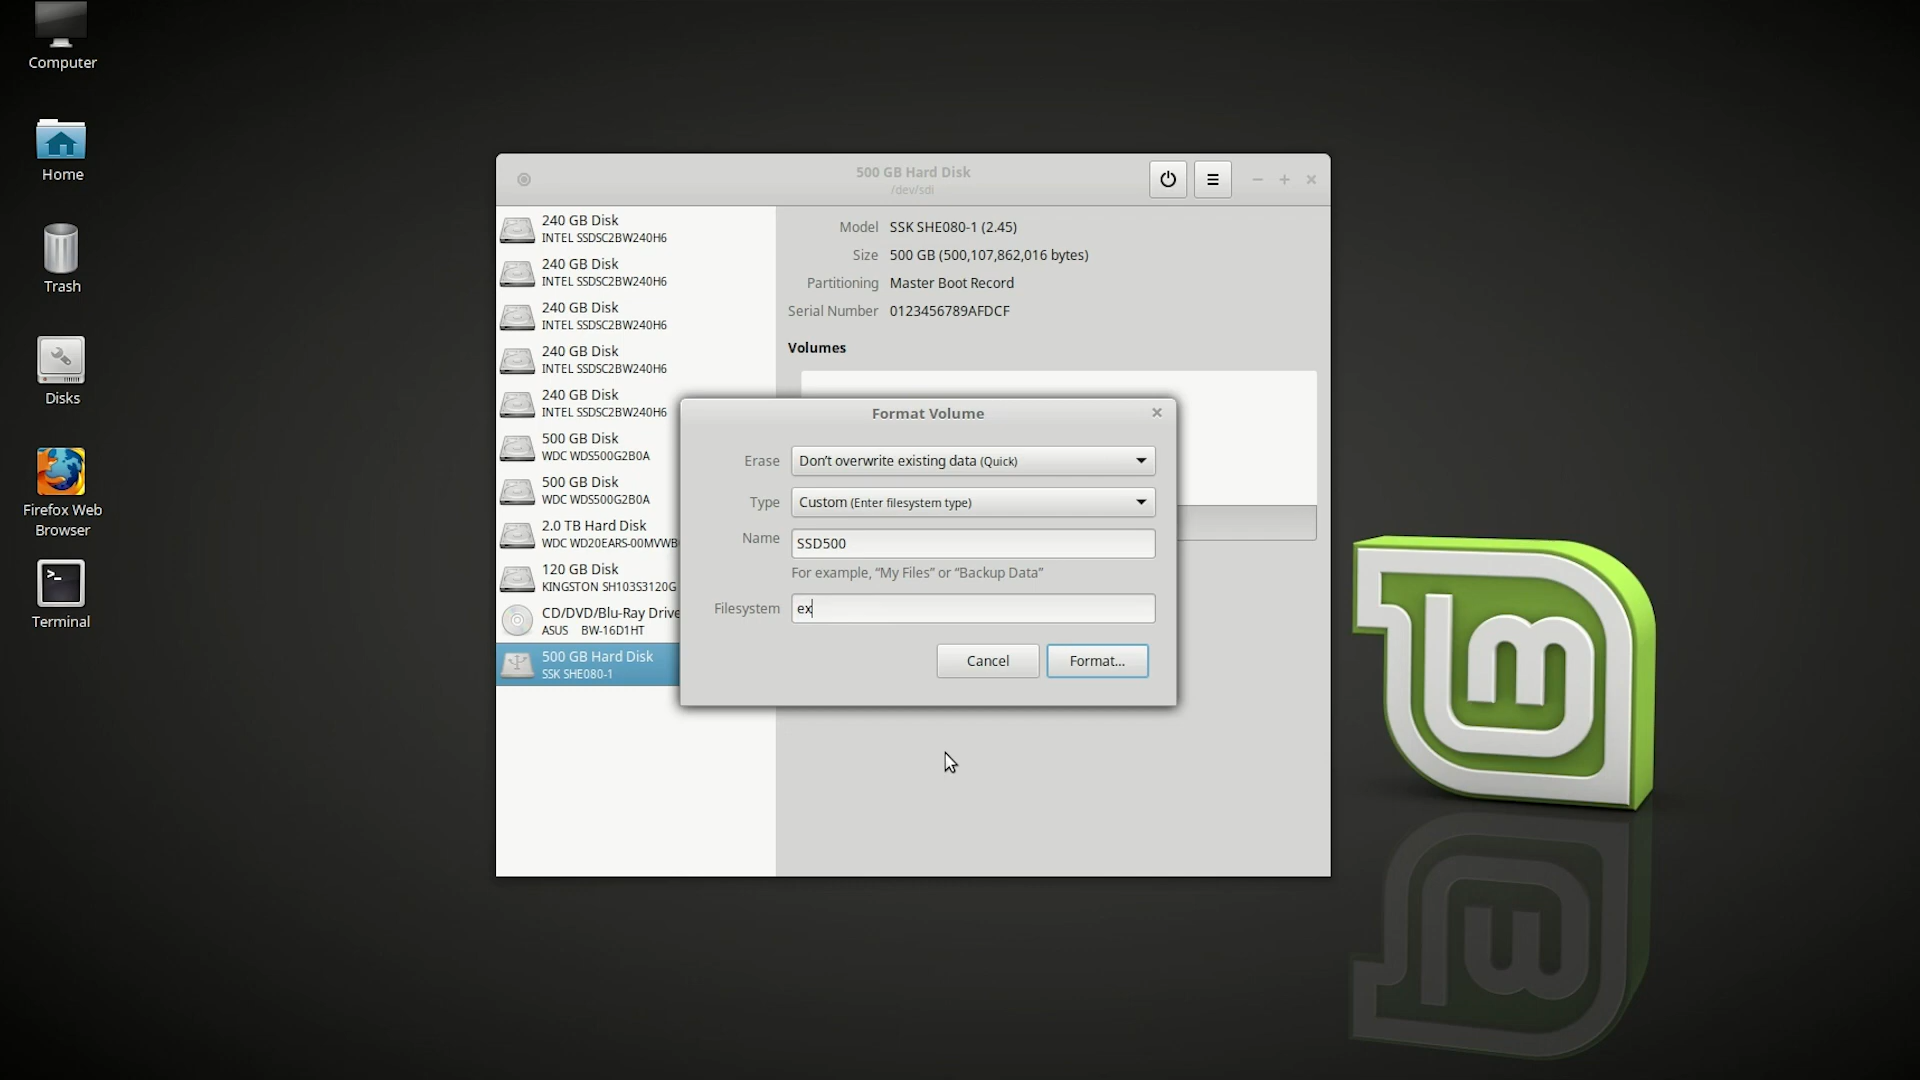 Computer
Home
Trash
Disks
Firefox Web
Browser
>_
Terminal
500 GB Hard Disk
/dev/sdi
240 GB Disk
INTEL SSDSC2BW240H6
240 GB Disk
INTEL SSDSC2BW240H6
240 GB Disk
INTEL SSDSC2BW240H6
240 GB Disk
INTEL SSDSC2BW240H6
240 GB Disk
INTEL SSDSC2BW240H6
500 GB Disk
WDC WDS500G2B0A
500 GB Disk
WDC WDS500G2B0A
2.0 TB Hard Disk
WDC WD20EARS-00MVWB
120 GB Disk
KINGSTON SH103S3120G
CD/DVD/Blu-Ray Drive
ASUS BW-16D1HT
500 GB Hard Disk
SSK SHE080-1
Model SSK SHE080-1 (2.45)
Size 500 GB (500,107,862,016 bytes)
Partitioning Master Boot Record
Serial Number 0123456789AFDCF
Volumes
Format Volume
Erase Don't overwrite existing data (Quick)
Type Custom (Enter filesystem type)
Name SSD500
For example, “My Files” or “Backup Data”
Filesystem ex
Cancel Format...